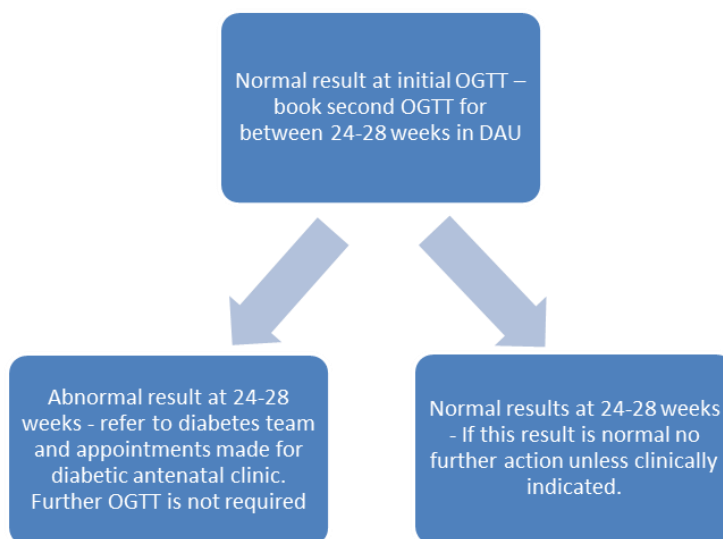 Normal result at initial OGTT –
book second OGTT for
between 24-28 weeks in DAU
Abnormal result at 24-28
weeks - refer to diabetes team
and appointments made for
diabetic antenatal clinic.
Further OGTT is not required
Normal results at 24-28 weeks
- If this result is normal no
further action unless clinically
indicated.